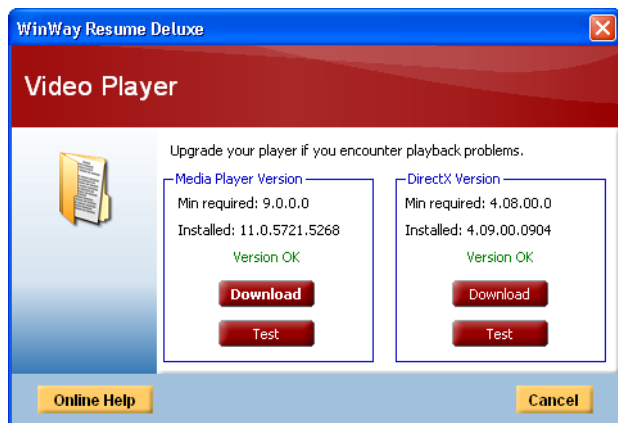 WinWay Resume Deluxe
Video Player
Upgrade your player if you encounter playback problems.
Media Player Version
Min required: 9.0.0.0
Installed: 11.0.5721.5268
Version OK
Download
Test
DirectX Version
Min required: 4.08.00.0
Installed: 4.09.00.0904
Version OK
Download
Test
Online Help
Cancel